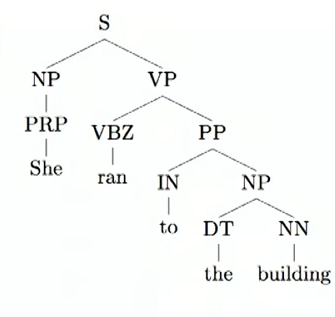 S
NP VP
PRP VBZ PP
She ran IN NP
to DT NN
the building